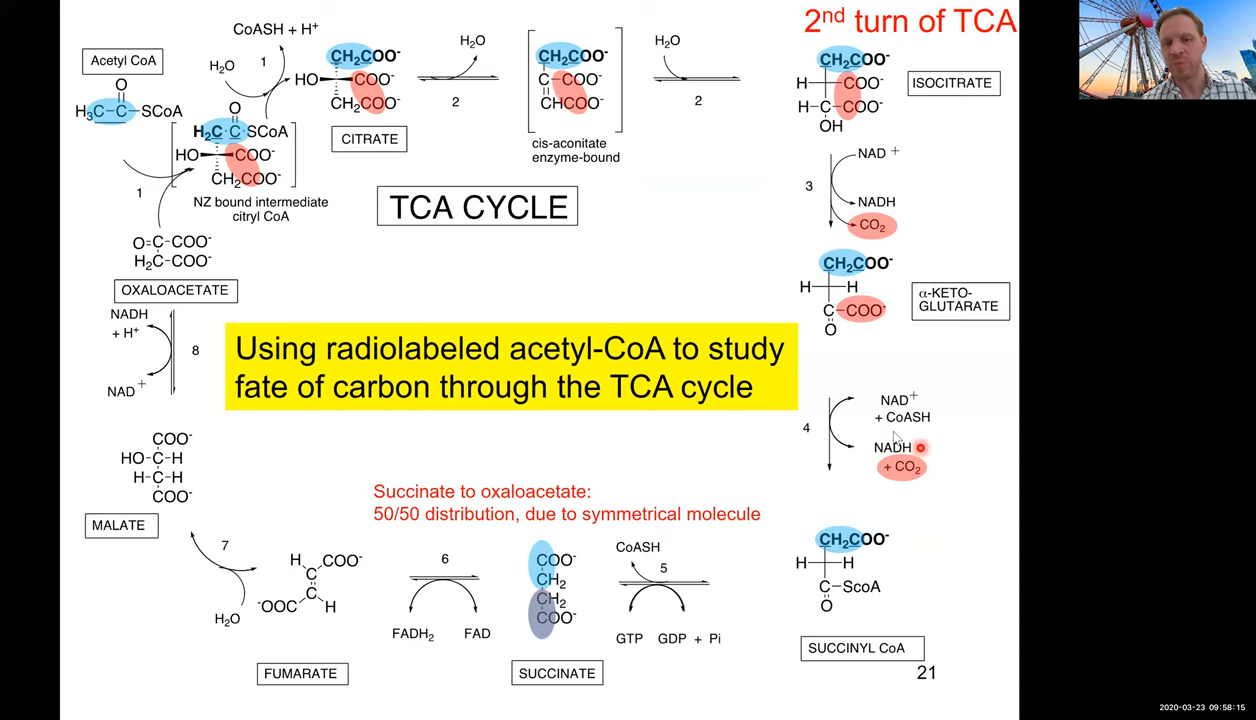 2nd turn of TCA
Acetyl CoA
O
H3C-C-SCoA
CoASH + H+
H2O
1
O
H2C-C-SCoA
HO COO-
CH2COO-
NZ bound intermediate
citryl CoA
1
CH2COO-
HO COO-
CH2COO-
CITRATE
H2O
2
CH2COO-
C-COO-
CHCOO-
cis-aconitate
enzyme-bound
H2O
2
CH2COO-
H COO-
H-C-COO-
OH
ISOCITRATE
NAD +
3
NADH
CO2
TCA CYCLE
O=C-COO-
H2C-COO-
OXALOACETATE
CH2COO-
H H
C-COO-
O
α-KETO-
GLUTARATE
NADH
+ H+
8
NAD+
Using radiolabeled acetyl-CoA to study
fate of carbon through the TCA cycle
NAD+
+ CoASH
4
NADH
+ CO2
COO-
HO-C-H
H-C-H
COO-
MALATE
Succinate to oxaloacetate:
50/50 distribution, due to symmetrical molecule
7
H2O
H COO-
C
C
-OOC H
FUMARATE
6
FADH2 FAD
COO-
CH2
CH2
COO-
SUCCINATE
CoASH
5
GTP GDP + Pi
CH2COO-
H H
C-ScoA
O
SUCCINYL CoA
21
2020-03-23 09:58:15